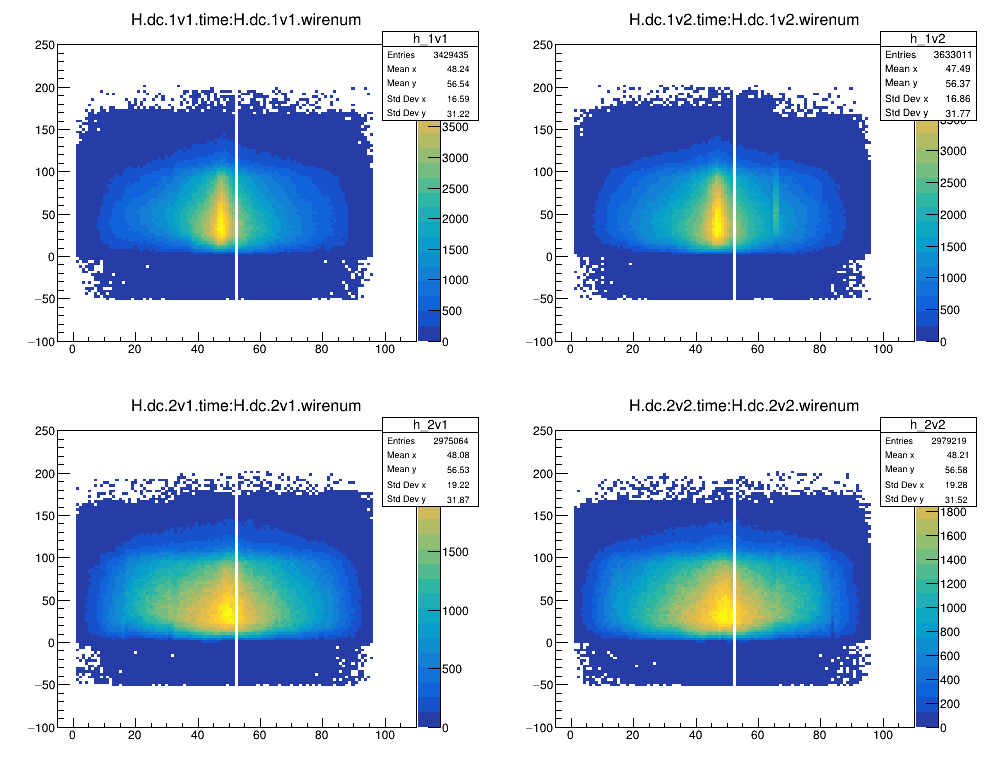 H.dc.1v1.time:H.dc.1v1.wirenum
h_1v1
Entries 3429435
Mean x 48.24
Mean y 56.54
Std Dev x 16.59
Std Dev y 31.22
250
200
150
100
50
0
−50
−100
0 20 40 60 80 100
3500
3000
2500
2000
1500
1000
500
0
H.dc.1v2.time:H.dc.1v2.wirenum
h_1v2
Entries 3633011
Mean x 47.49
Mean y 56.37
Std Dev x 16.86
Std Dev y 31.77
250
200
150
100
50
0
−50
−100
0 20 40 60 80 100
3500
3000
2500
2000
1500
1000
500
0
H.dc.2v1.time:H.dc.2v1.wirenum
h_2v1
Entries 2975064
Mean x 48.08
Mean y 56.53
Std Dev x 19.22
Std Dev y 31.87
250
200
150
100
50
0
−50
−100
0 20 40 60 80 100
1500
1000
500
0
H.dc.2v2.time:H.dc.2v2.wirenum
h_2v2
Entries 2979219
Mean x 48.21
Mean y 56.58
Std Dev x 19.28
Std Dev y 31.52
250
200
150
100
50
0
−50
−100
0 20 40 60 80 100
1800
1600
1400
1200
1000
800
600
400
200
0